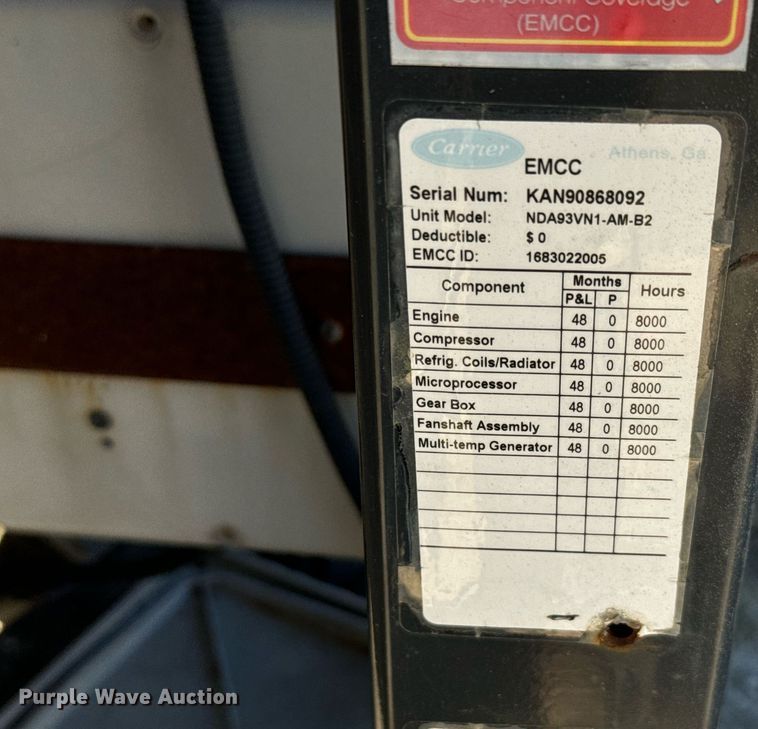 Component Coverage
(EMCC)
Carrier
Athens, Ga.
EMCC
Serial Num: KAN90868092
Unit Model: NDA93VN1-AM-B2
Deductible: $ 0
EMCC ID: 1683022005
Component Months Hours
P&L P
Engine 48 0 8000
Compressor 48 0 8000
Refrig. Coils/Radiator 48 0 8000
Microprocessor 48 0 8000
Gear Box 48 0 8000
Fanshaft Assembly 48 0 8000
Multi-temp Generator 48 0 8000
Purple Wave Auction